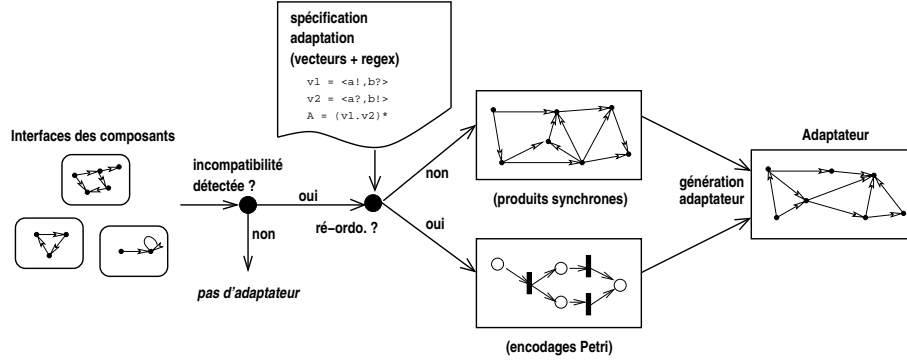 spécification
adaptation
(vecteurs + regex)
v1 = <a!,b?>
v2 = <a?,b!>
A = (v1.v2)*
Interfaces des composants
incompatibilité
détectée ?
oui
non
pas d'adaptateur
ré-ordo. ?
non
oui
(produits synchrones)
(encodages Petri)
génération
adaptateur
Adaptateur